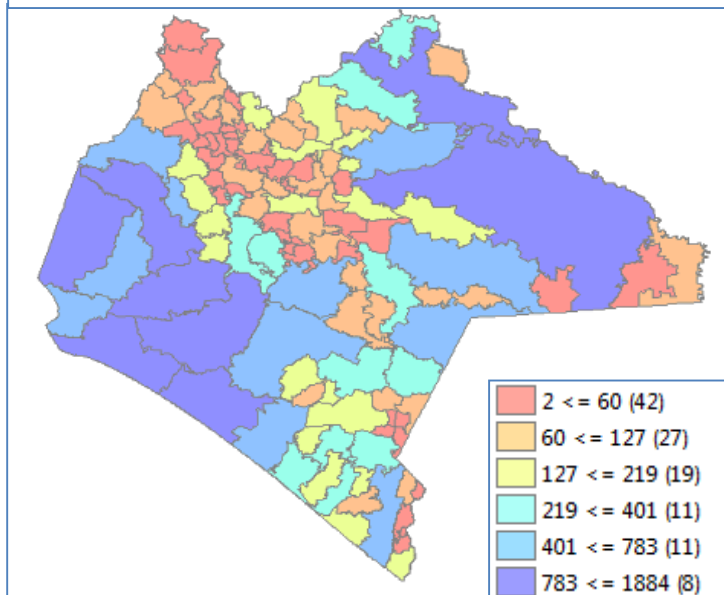 2 <= 60 (42)
60 <= 127 (27)
127 <= 219 (19)
219 <= 401 (11)
401 <= 783 (11)
783 <= 1884 (8)